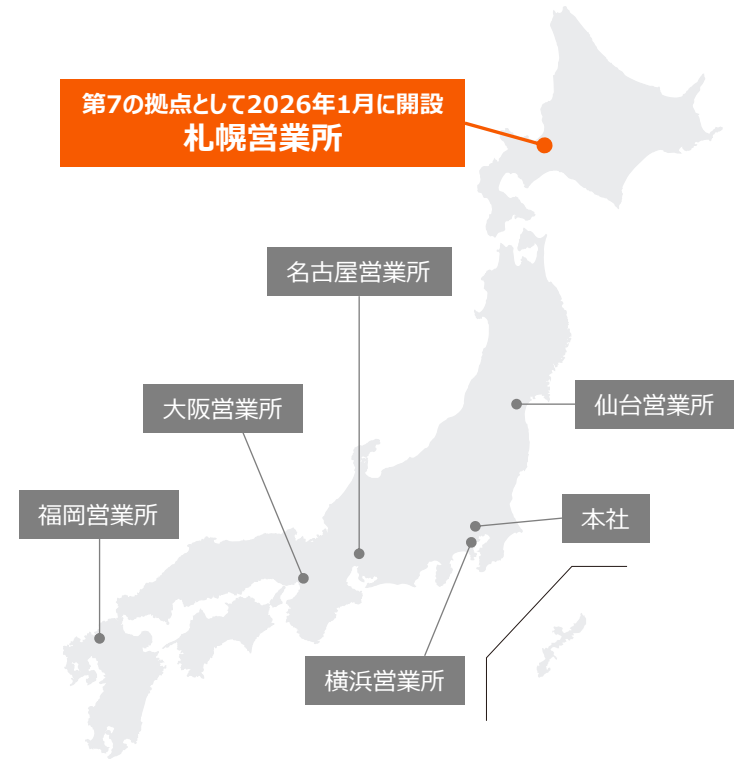 第7の拠点として2026年1月に開設
札幌営業所
名古屋営業所
大阪営業所
仙台営業所
福岡営業所
本社
横浜営業所